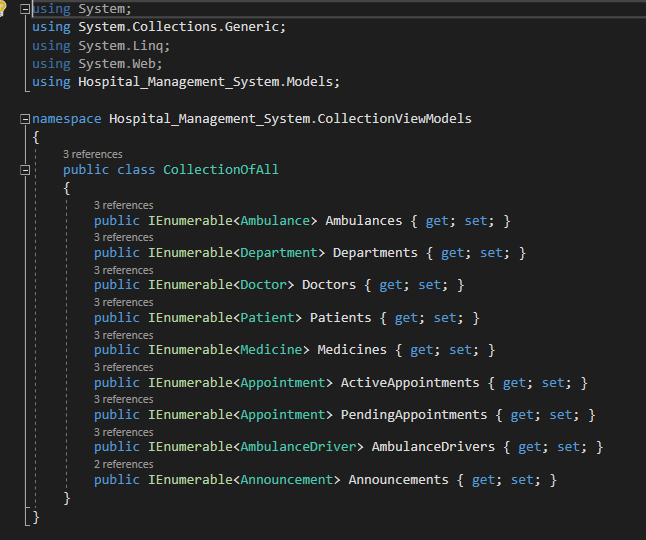 using System;
using System.Collections.Generic;
using System.Linq;
using System.Web;
using Hospital_Management_System.Models;
namespace Hospital_Management_System.CollectionViewModels
{
3 references
public class CollectionOfAll
{
3 references
public IEnumerable<Ambulance> Ambulances { get; set; }
3 references
public IEnumerable<Department> Departments { get; set; }
3 references
public IEnumerable<Doctor> Doctors { get; set; }
3 references
public IEnumerable<Patient> Patients { get; set; }
3 references
public IEnumerable<Medicine> Medicines { get; set; }
3 references
public IEnumerable<Appointment> ActiveAppointments { get; set; }
3 references
public IEnumerable<Appointment> PendingAppointments { get; set; }
3 references
public IEnumerable<AmbulanceDriver> AmbulanceDrivers { get; set; }
2 references
public IEnumerable<Announcement> Announcements { get; set; }
}
}